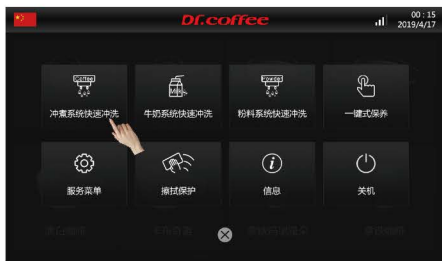 Dr.coffee
00 : 15
2019/4/17
Coffee
Milk
Powder
冲煮系统快速冲洗
牛奶系统快速冲洗
粉料系统快速冲洗
一键式保养
服务菜单
擦拭保护
信息
关机